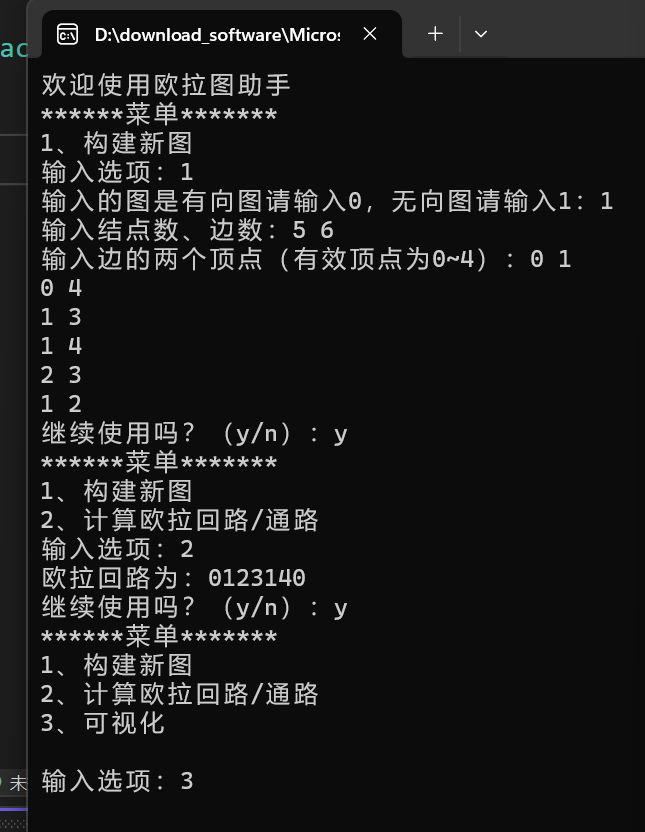 ac
D:\download_software\Micros
欢迎使用欧拉图助手
******菜单*******
1、构建新图
输入选项：1
输入的图是有向图请输入0，无向图请输入1：1
输入结点数、边数：5 6
输入边的两个顶点（有效顶点为0~4）：0 1
0 4
1 3
1 4
2 3
1 2
继续使用吗？（y/n）：y
******菜单*******
1、构建新图
2、计算欧拉回路/通路
输入选项：2
欧拉回路为：0123140
继续使用吗？（y/n）：y
******菜单*******
1、构建新图
2、计算欧拉回路/通路
3、可视化
输入选项：3
未